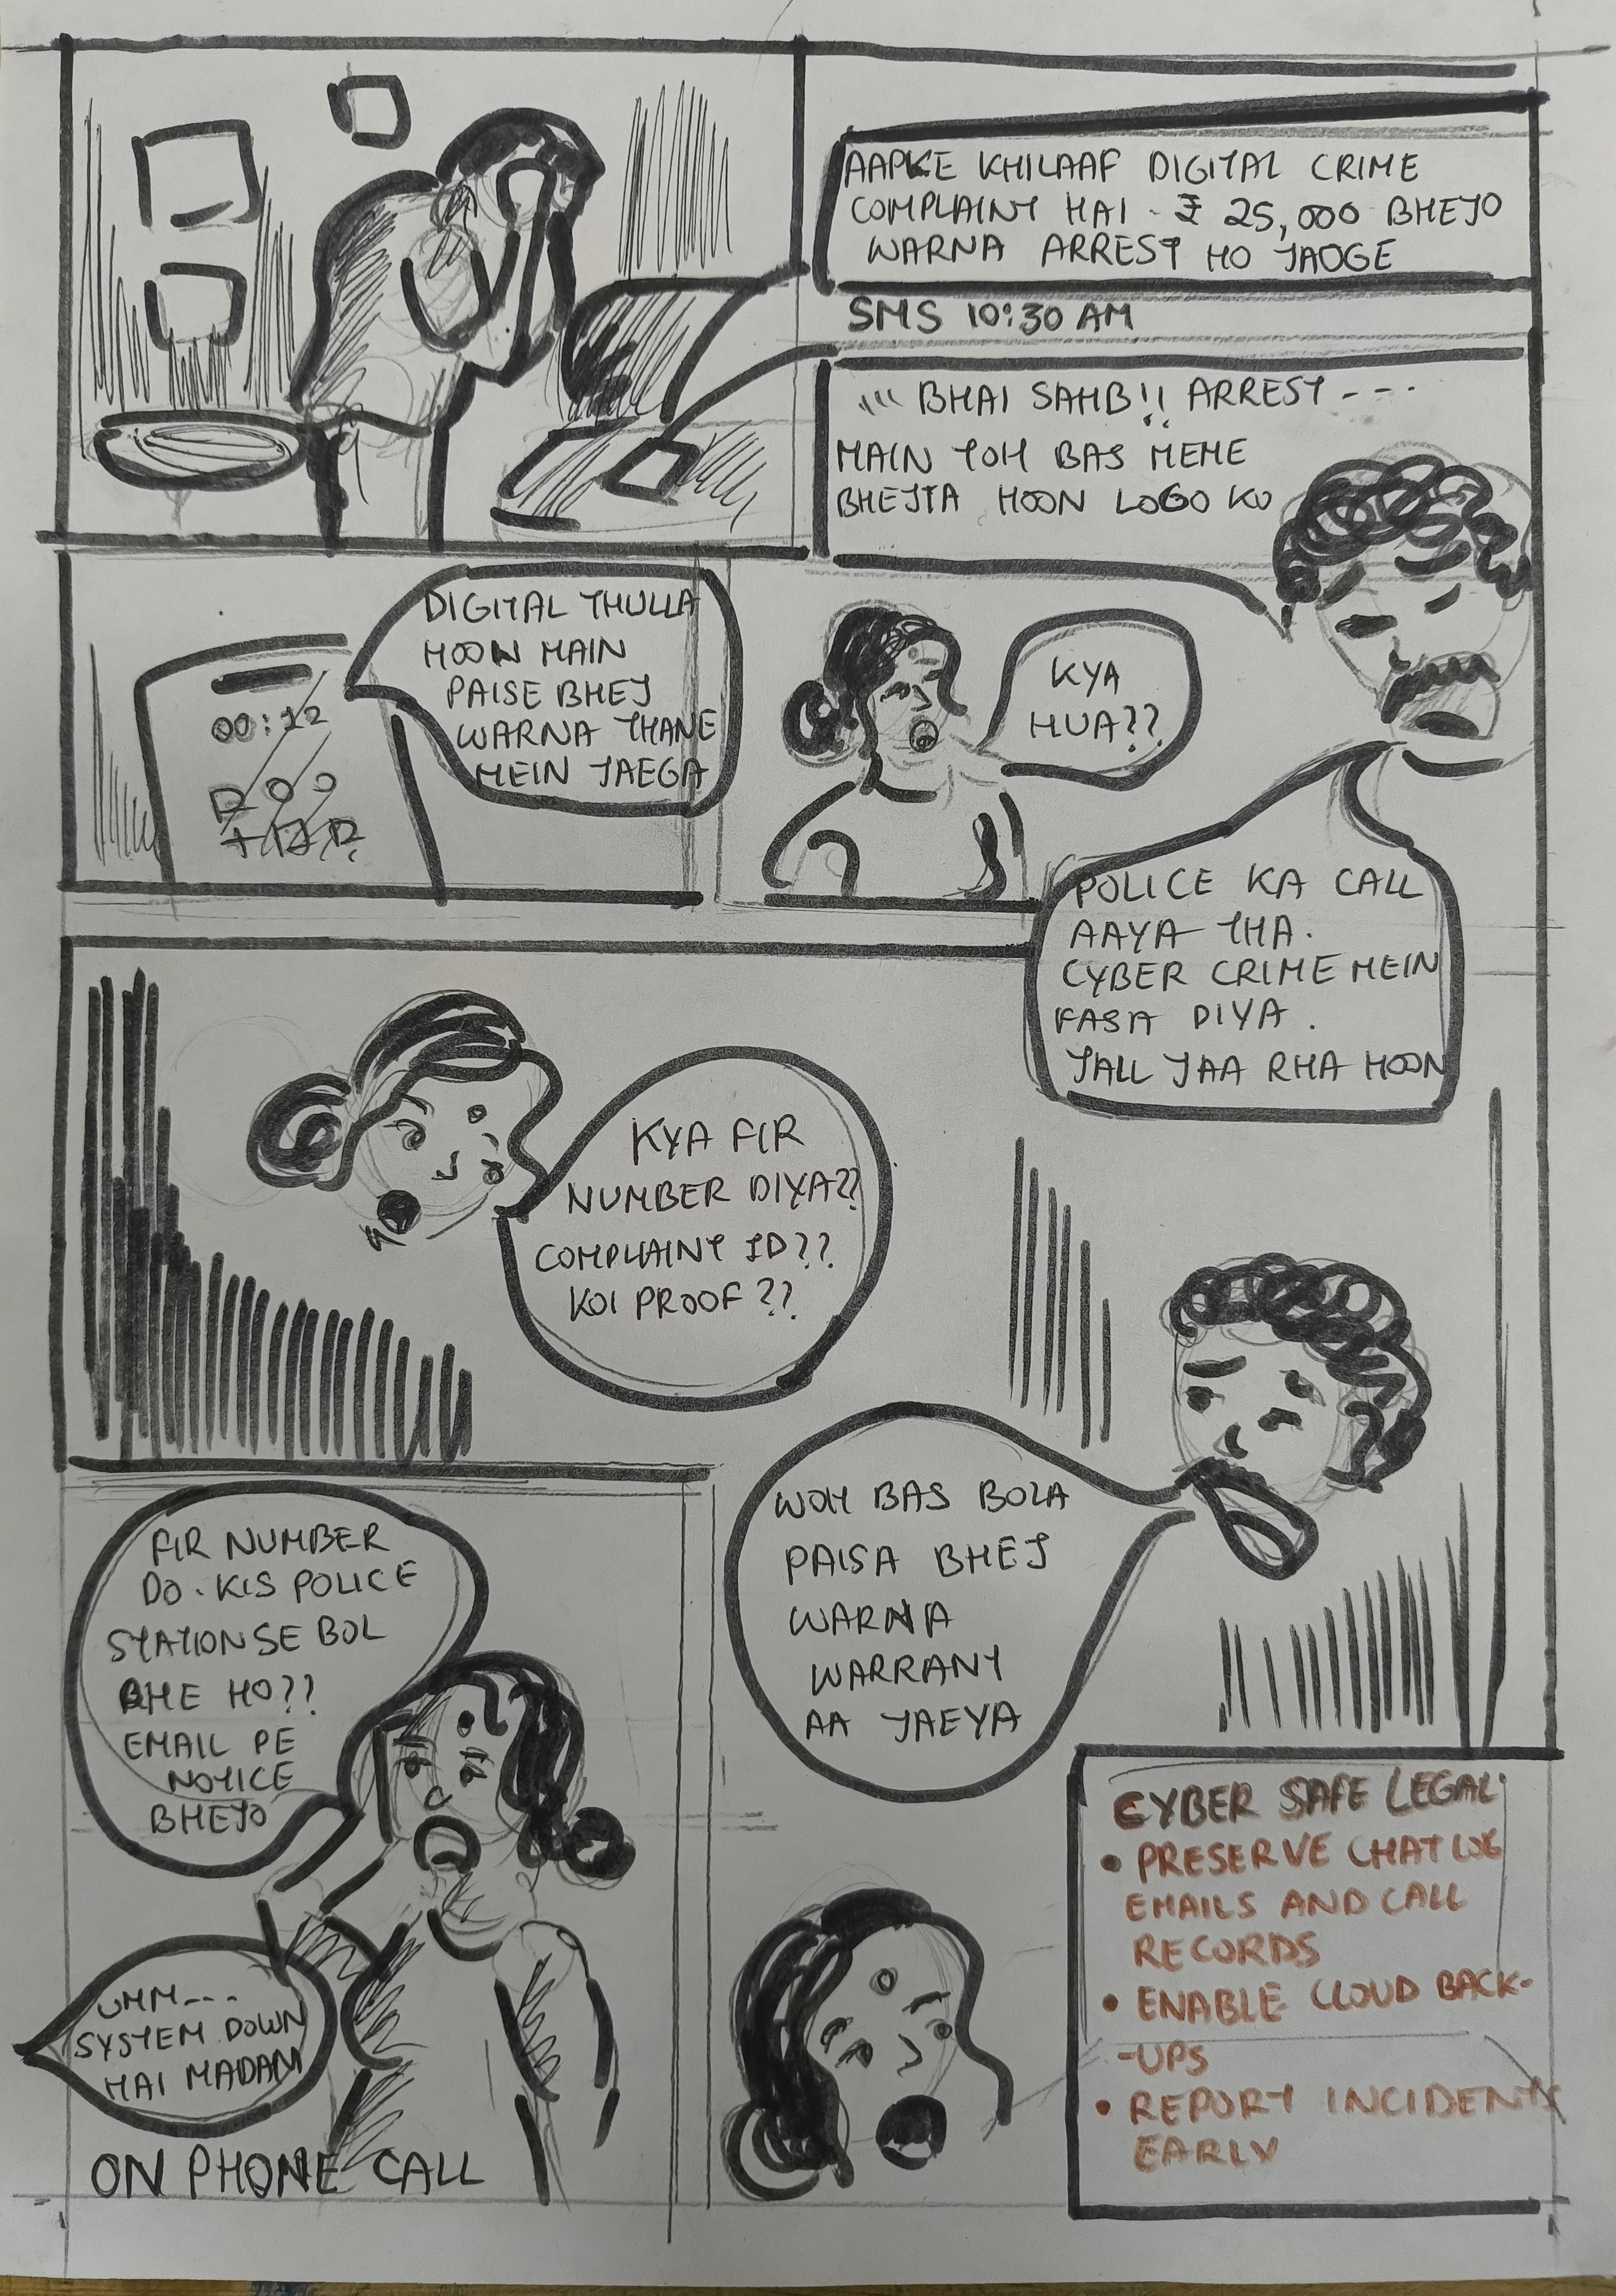 AAPKE KHILAAF DIGITAL CRIME
COMPLAINT HAI - ₹ 25,000 BHEJO
WARNA ARREST HO JAOGE
SMS 10:30 AM
BHAI SAHB!! ARREST ---
MAIN TOH BAS MEME
BHEJTA HOON LOGO KO
DIGITAL THULLA
HOON MAIN
PAISE BHEJ
WARNA THANE
MEIN JAEGA
00:12
KYA
HUA??
POLICE KA CALL
AAYA THA.
CYBER CRIME MEIN
FASA DIYA.
JALL JAA RHA HOON
KYA FIR
NUMBER DIYA??
COMPLAINT ID??
KOI PROOF??
WOH BAS BOLA
PAISA BHEJ
WARNA
WARRANT
AA JAEYA
FIR NUMBER
DO. KIS POLICE
STATION SE BOL
RHE HO??
EMAIL PE
NOTICE
BHEJO
UMM---
SYSTEM DOWN
HAI MADAM
ON PHONE CALL
CYBER SAFE LEGAL:
• PRESERVE CHAT LOG
EMAILS AND CALL
RECORDS
• ENABLE CLOUD BACK-
-UPS
• REPORT INCIDENTS
EARLY